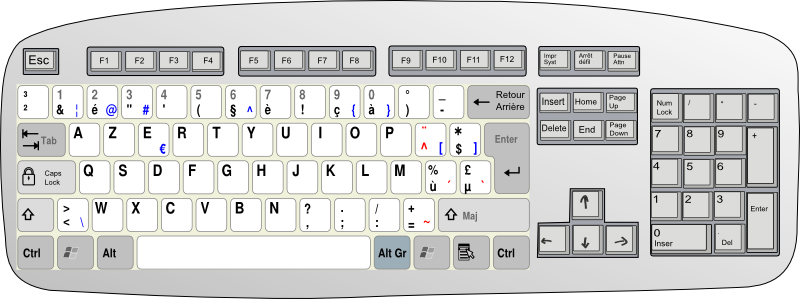 Esc F1 F2 F3 F4 F5 F6 F7 F8 F9 F10 F11 F12
Impr
Syst
Arrêt
défil
Pause
Attn
3
2
1
& ¦
2
é @
3
" #
4
'
5
(
6
§ ^
7
è
8
!
9
ç {
0
à }
°
)
_
-
Retour
Arrière
Tab A Z E € R T Y U I O P
¨
^ [
*
$ ]
Enter
Caps
Lock
Q S D F G H J K L M
%
ù ´
£
µ `
>
< \
W X C V B N
?
,
.
;
/
:
+
= ~
Maj
Ctrl Alt Alt Gr Ctrl
Insert Home
Page
Up
Delete End
Page
Down
Num
Lock
/ * -
7 8 9 +
4 5 6
1 2 3 Enter
0
Inser
.
Del